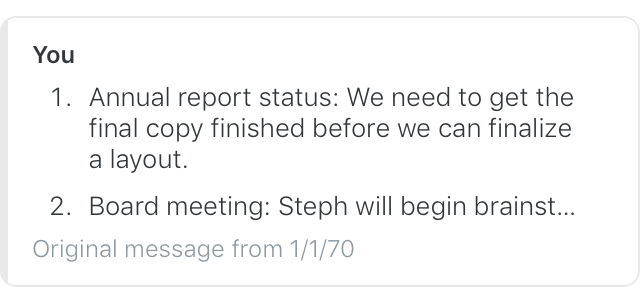 You
1. Annual report status: We need to get the
final copy finished before we can finalize
a layout.
2. Board meeting: Steph will begin brainst...
Original message from 1/1/70